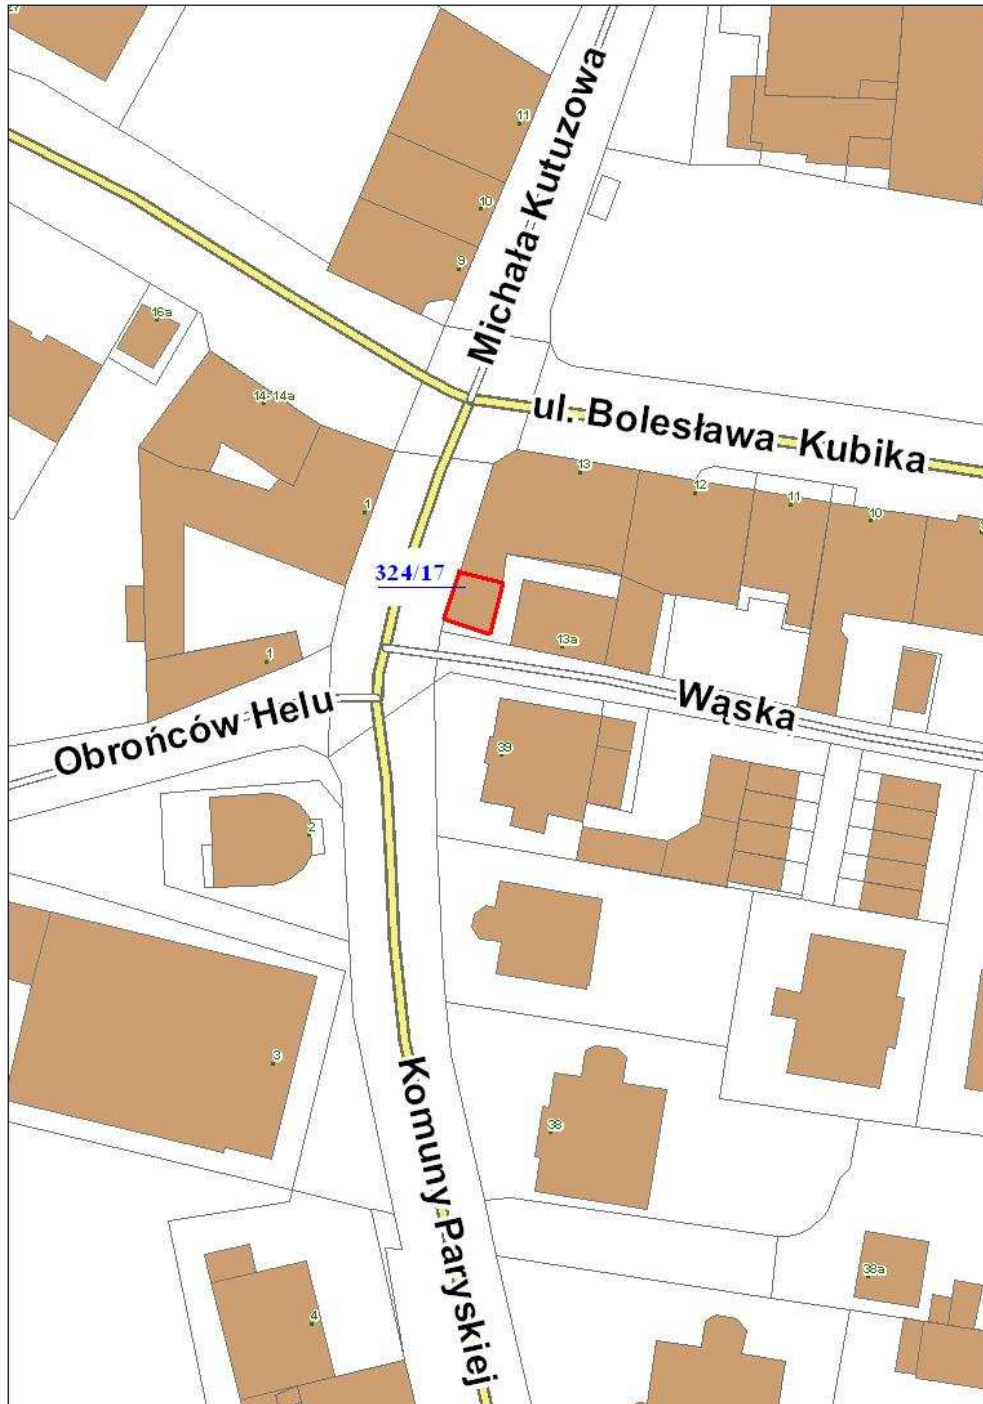 11
Michała Kutuzowa
10
9
16a
14-14a
ul. Bolesława Kubika
13
12
11
10
1
324/17
13a
1
Wąska
Obrońców Helu
39
2
3
Komuny Paryskiej
38
38a
4